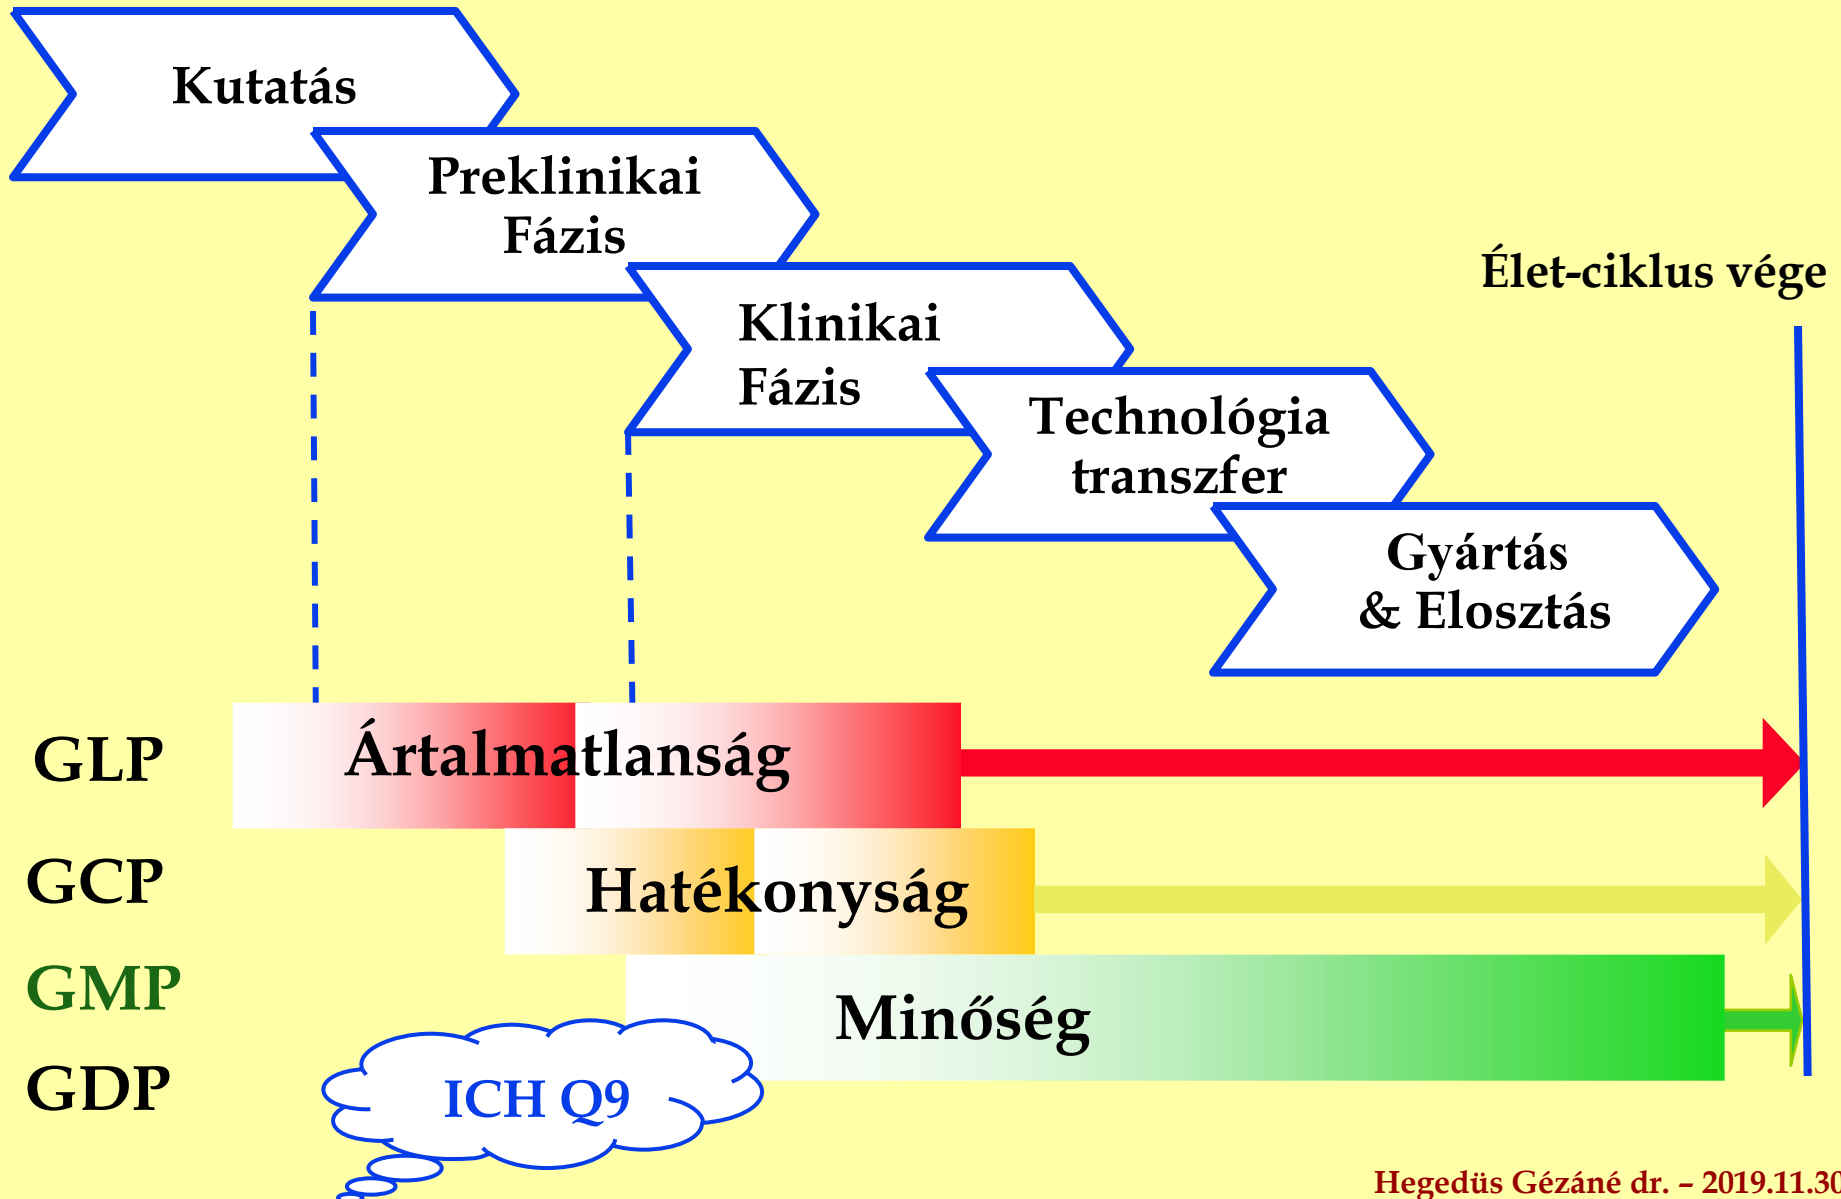 Kutatás
Preklinikai
Fázis
Élet-ciklus vége
Klinikai
Fázis
Technológia
transzfer
Gyártás
& Elosztás
GLP
Ártalmatlanság
GCP
Hatékonyság
GMP
Minőség
GDP
ICH Q9
Hegedüs Gézáné dr. – 2019.11.30